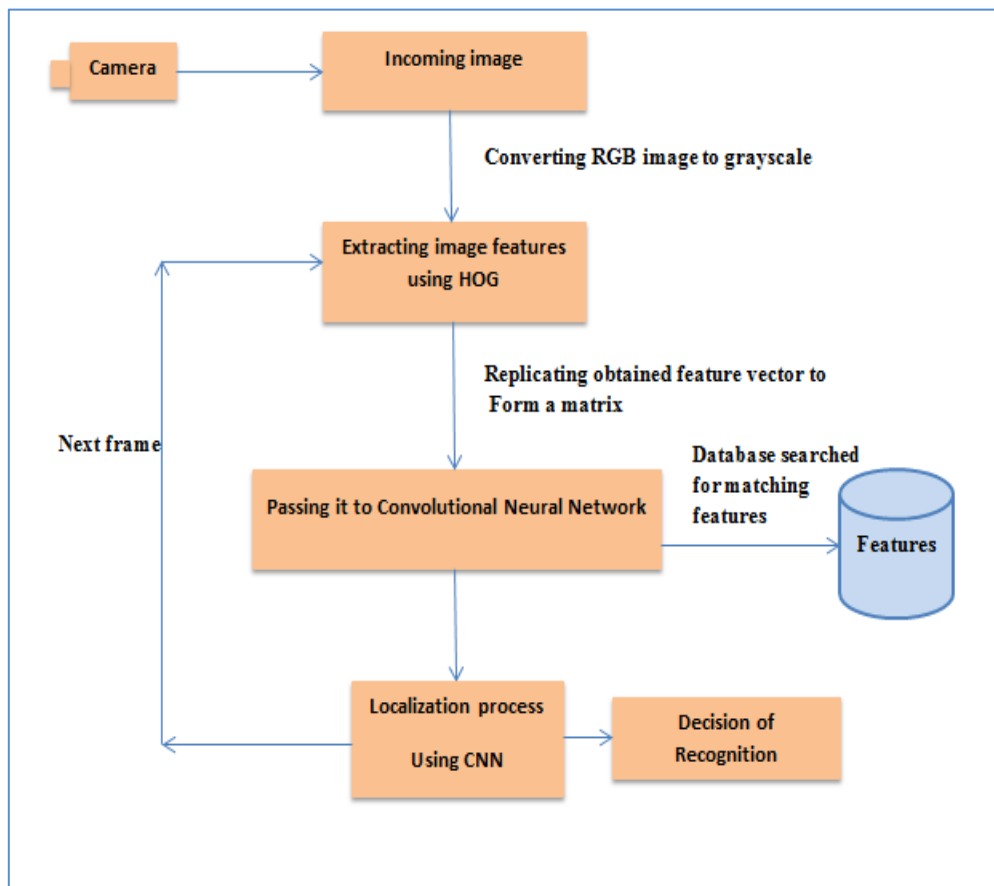 Camera
Incoming image
Converting RGB image to grayscale
Extracting image features
using HOG
Replicating obtained feature vector to
Form a matrix
Next frame
Database searched
for matching
features
Passing it to Convolutional Neural Network
Features
Localization process
Using CNN
Decision of
Recognition